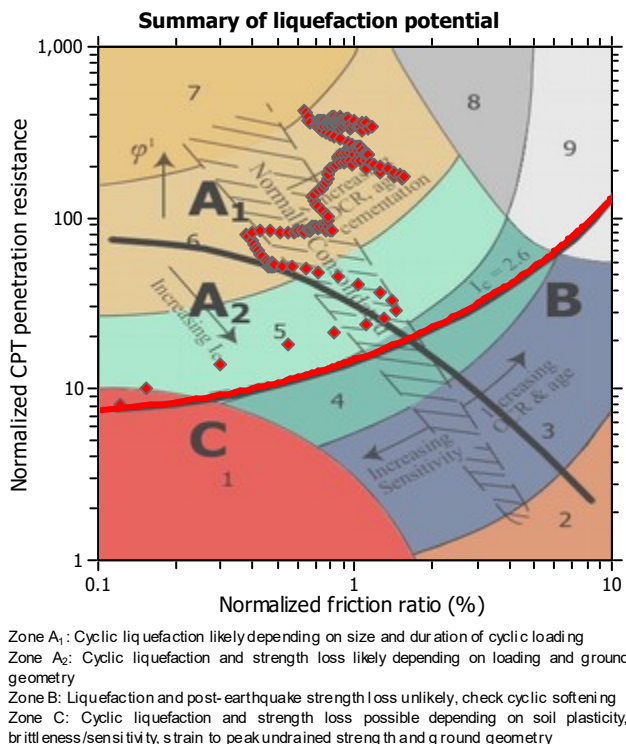 Summary of liquefaction potential
1,000
100
10
1
Normalized CPT penetration resistance
7
8
9
φ'
A1
6
A2
5
4
B
C
1
3
2
Normally Consolidated
Increasing OCR, age, cementation
Increasing Ic
Ic = 2.6
Increasing OCR & age
Increasing Sensitivity
0.1
1
10
Normalized friction ratio (%)
Zone A1: Cyclic liquefaction likely depending on size and duration of cyclic loading
Zone A2: Cyclic liquefaction and strength loss likely depending on loading and ground
geometry
Zone B: Liquefaction and post-earthquake strength loss unlikely, check cyclic softening
Zone C: Cyclic liquefaction and strength loss possible depending on soil plasticity,
brittleness/sensitivity, strain to peak undrained strength and ground geometry